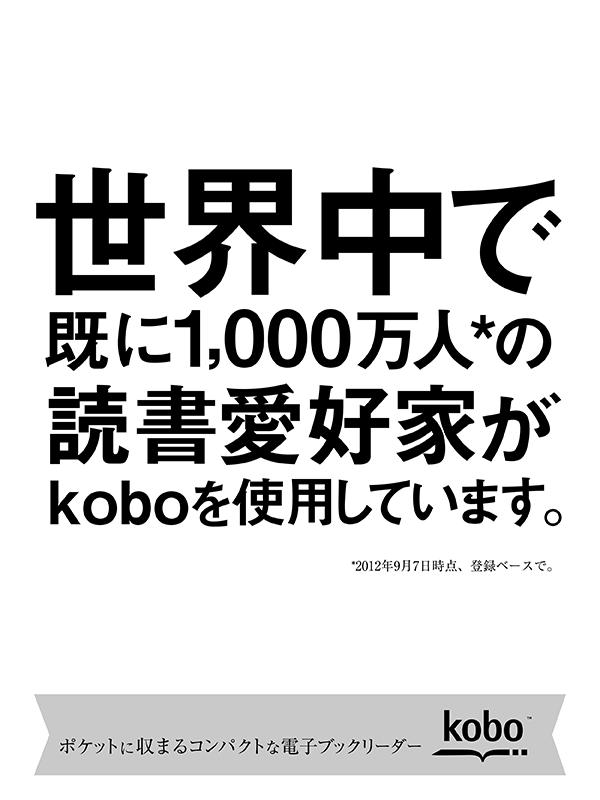 世界中で
既に1,000万人*の
読書愛好家が
koboを使用しています。
*2012年9月7日時点、登録ベースで。
ポケットに収まるコンパクトな電子ブックリーダー
kobo™